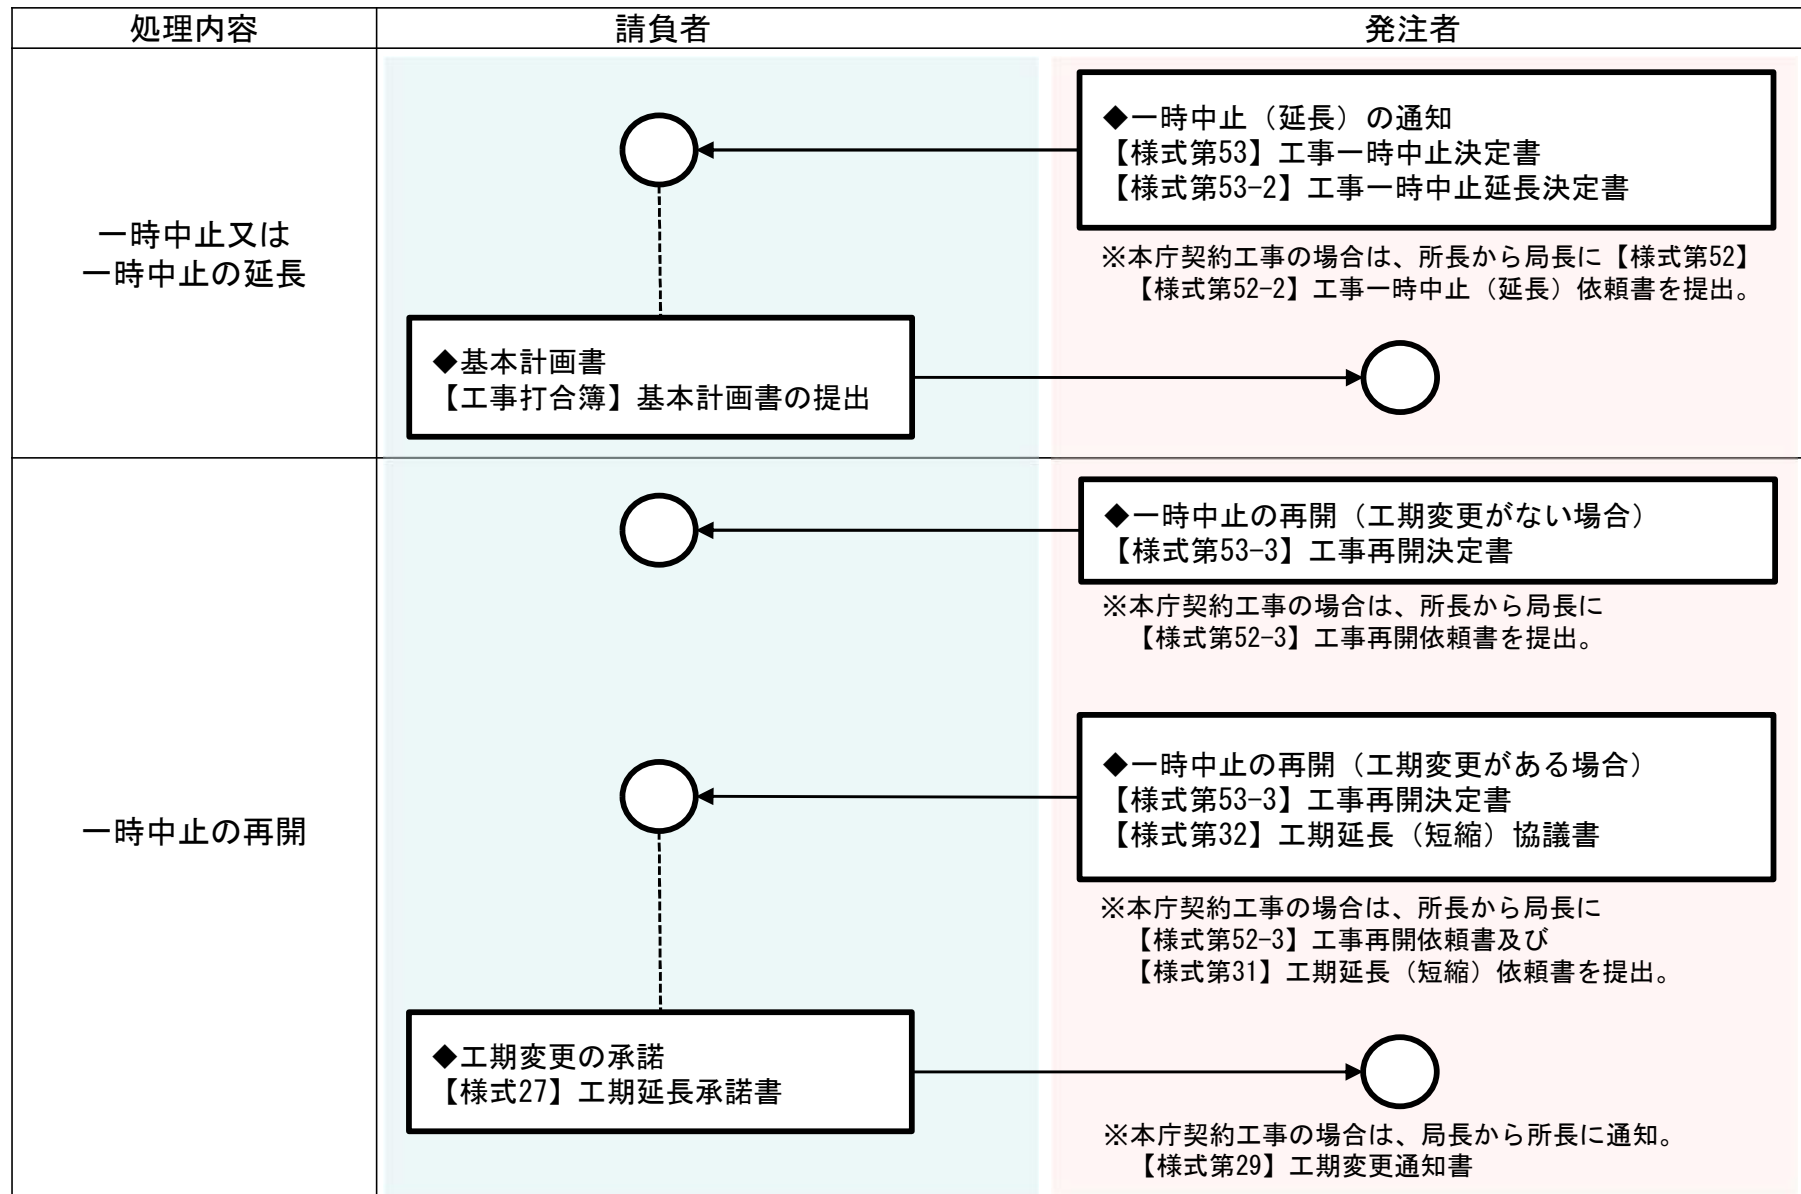 処理内容
請負者
発注者
一時中止又は
一時中止の延長
◆一時中止（延長）の通知
【様式第53】工事一時中止決定書
【様式第53-2】工事一時中止延長決定書
※本庁契約工事の場合は、所長から局長に【様式第52】
【様式第52-2】工事一時中止（延長）依頼書を提出。
◆基本計画書
【工事打合簿】基本計画書の提出
一時中止の再開
◆一時中止の再開（工期変更がない場合）
【様式第53-3】工事再開決定書
※本庁契約工事の場合は、所長から局長に
【様式第52-3】工事再開依頼書を提出。
◆一時中止の再開（工期変更がある場合）
【様式第53-3】工事再開決定書
【様式第32】工期延長（短縮）協議書
※本庁契約工事の場合は、所長から局長に
【様式第52-3】工事再開依頼書及び
【様式第31】工期延長（短縮）依頼書を提出。
◆工期変更の承諾
【様式27】工期延長承諾書
※本庁契約工事の場合は、局長から所長に通知。
【様式第29】工期変更通知書